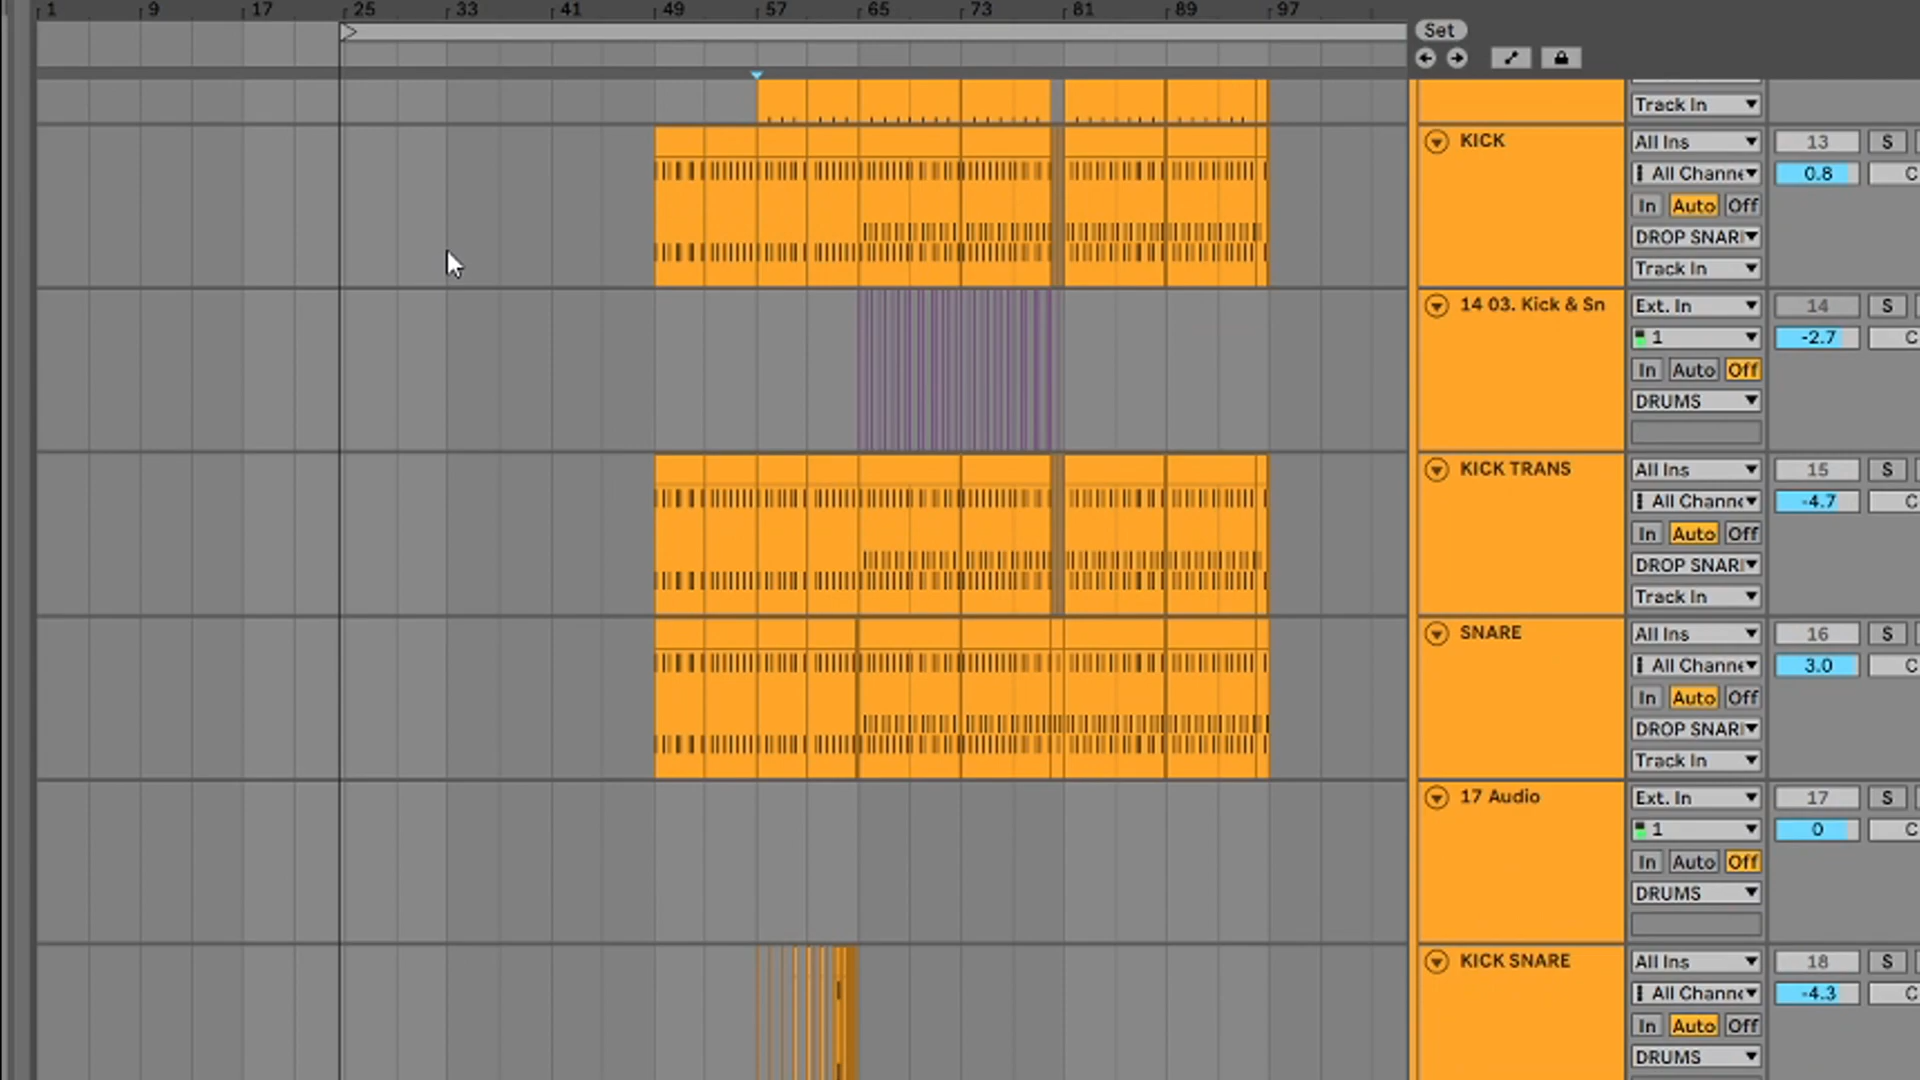 1 9 17 25 33 41 49 57 65 73 81 89 97
Set
Track In
KICK All Ins 13 S
All Channe 0.8 C
In Auto Off
DROP SNAR
Track In
14 03. Kick & Sn Ext. In 14 S
1 -2.7 C
In Auto Off
DRUMS
KICK TRANS All Ins 15 S
All Channe -4.7 C
In Auto Off
DROP SNAR
Track In
SNARE All Ins 16 S
All Channe 3.0 C
In Auto Off
DROP SNAR
Track In
17 Audio Ext. In 17 S
1 0 C
In Auto Off
DRUMS
KICK SNARE All Ins 18 S
All Channe -4.3 C
In Auto Off
DRUMS